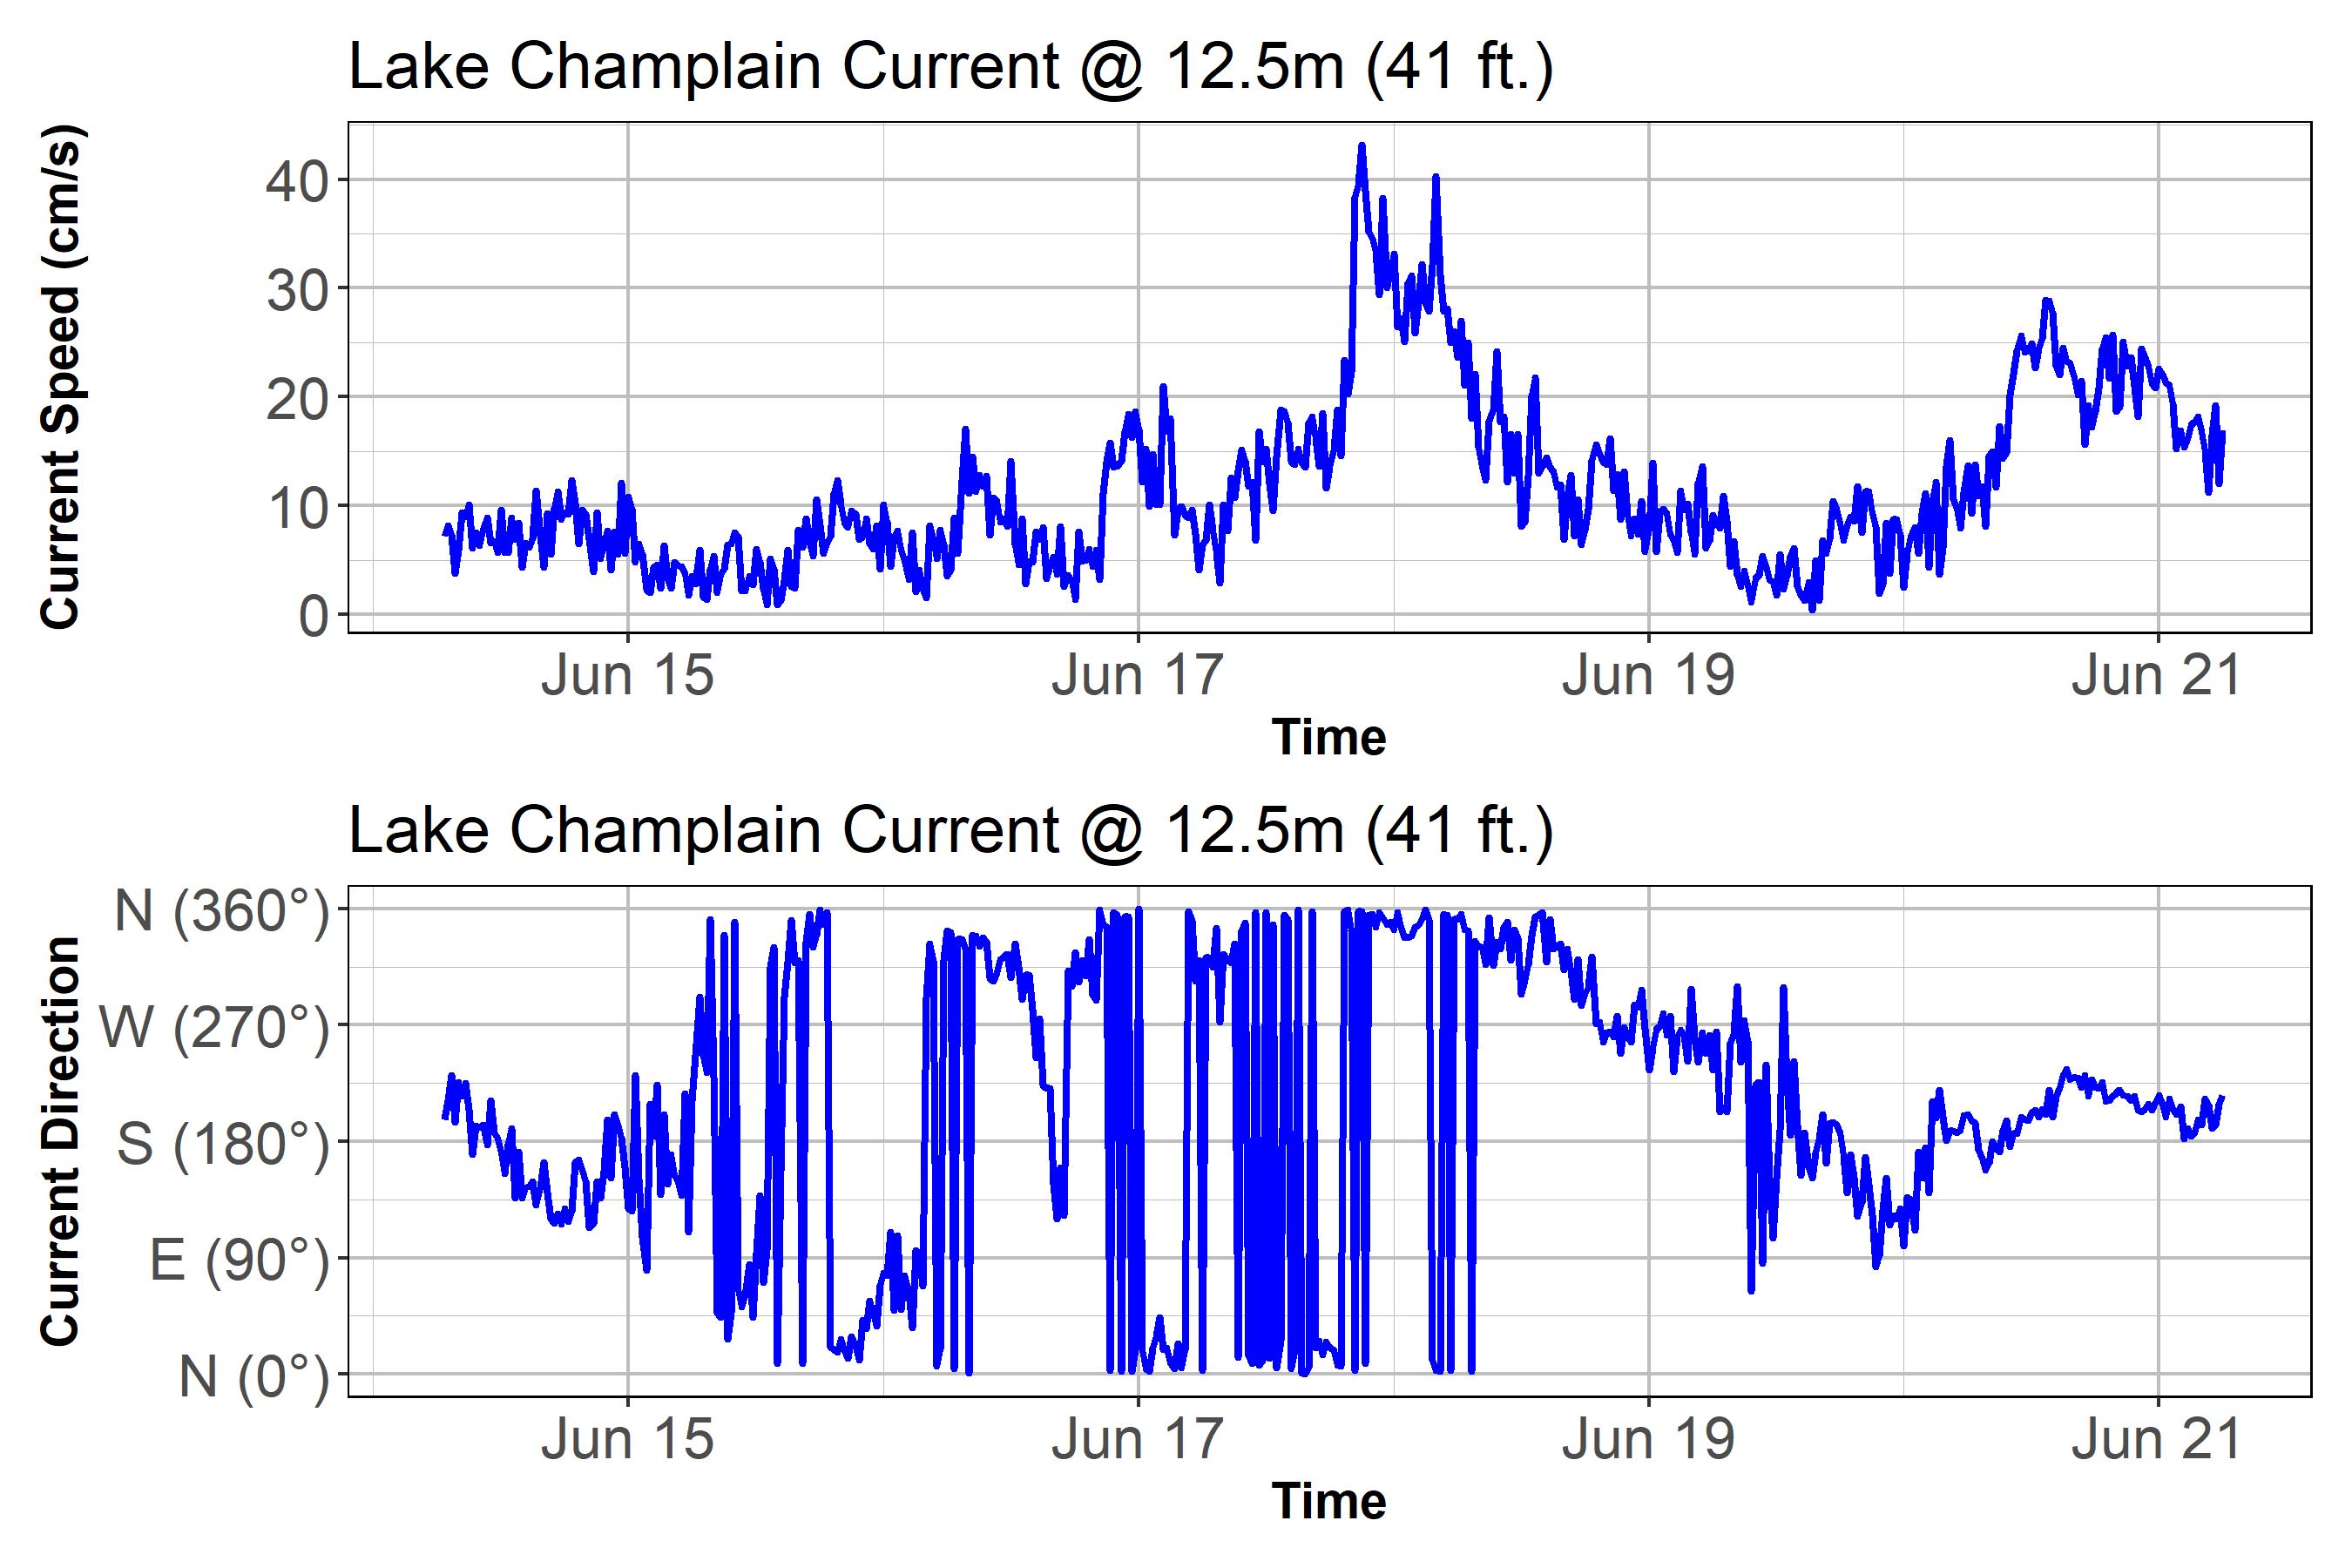 Lake Champlain Current @ 12.5m (41 ft.)
Current Speed (cm/s)
40
30
20
10
0
Jun 15 Jun 17 Jun 19 Jun 21
Time
Lake Champlain Current @ 12.5m (41 ft.)
Current Direction
N (360°)
W (270°)
S (180°)
E (90°)
N (0°)
Jun 15 Jun 17 Jun 19 Jun 21
Time